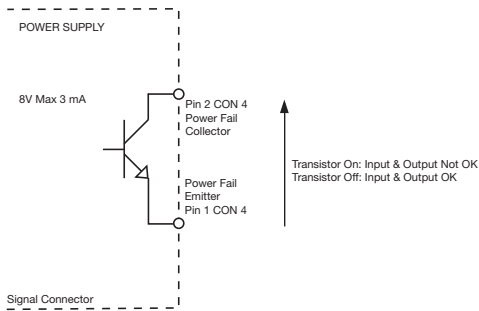 POWER SUPPLY
8V Max 3 mA
Pin 2 CON 4
Power Fail
Collector
Transistor On: Input & Output Not OK
Transistor Off: Input & Output OK
Power Fail
Emitter
Pin 1 CON 4
Signal Connector